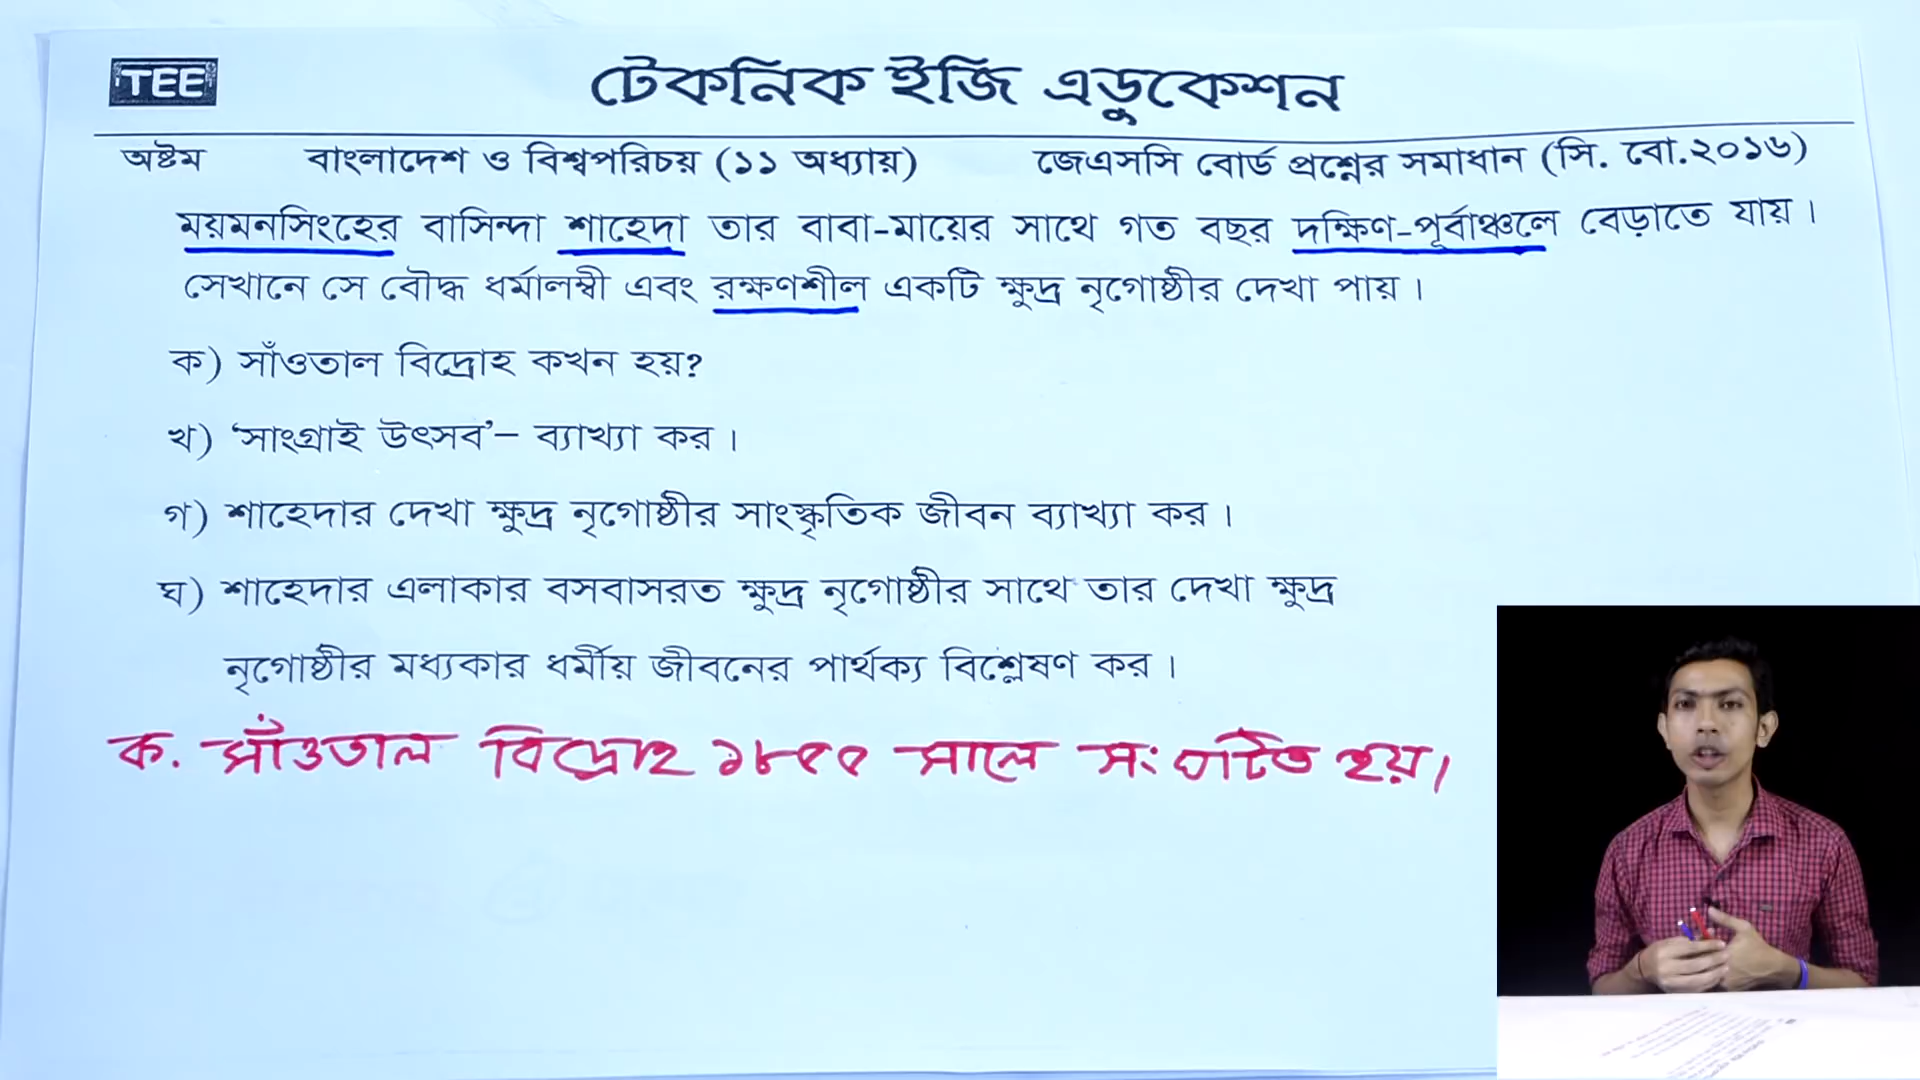 TEE
টেকনিক ইজি এডুকেশন
অষ্টম বাংলাদেশ ও বিশ্বপরিচয় (১১ অধ্যায়) জেএসসি বোর্ড প্রশ্নের সমাধান (সি. বো.২০১৬)
ময়মনসিংহের বাসিন্দা শাহেদা তার বাবা-মায়ের সাথে গত বছর দক্ষিণ-পূর্বাঞ্চলে বেড়াতে যায়।
সেখানে সে বৌদ্ধ ধর্মালম্বী এবং রক্ষণশীল একটি ক্ষুদ্র নৃগোষ্ঠীর দেখা পায়।
ক) সাঁওতাল বিদ্রোহ কখন হয়?
খ) ‘সাংগ্রাই উৎসব’– ব্যাখ্যা কর।
গ) শাহেদার দেখা ক্ষুদ্র নৃগোষ্ঠীর সাংস্কৃতিক জীবন ব্যাখ্যা কর।
ঘ) শাহেদার এলাকার বসবাসরত ক্ষুদ্র নৃগোষ্ঠীর সাথে তার দেখা ক্ষুদ্র
নৃগোষ্ঠীর মধ্যকার ধর্মীয় জীবনের পার্থক্য বিশ্লেষণ কর।
ক. সাঁওতাল বিদ্রোহ ১৮৫৫ সালে সংঘটিত হয়।